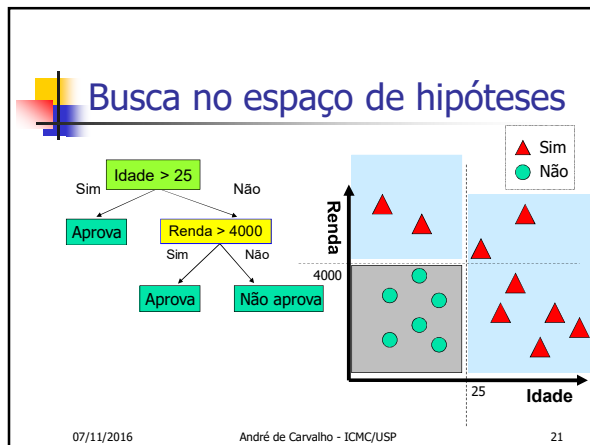 Busca no espaço de hipóteses
Idade > 25
Sim
Não
Aprova
Renda > 4000
Sim
Não
Aprova
Não aprova
Sim
Não
Renda
4000
25
Idade
07/11/2016
André de Carvalho - ICMC/USP
21